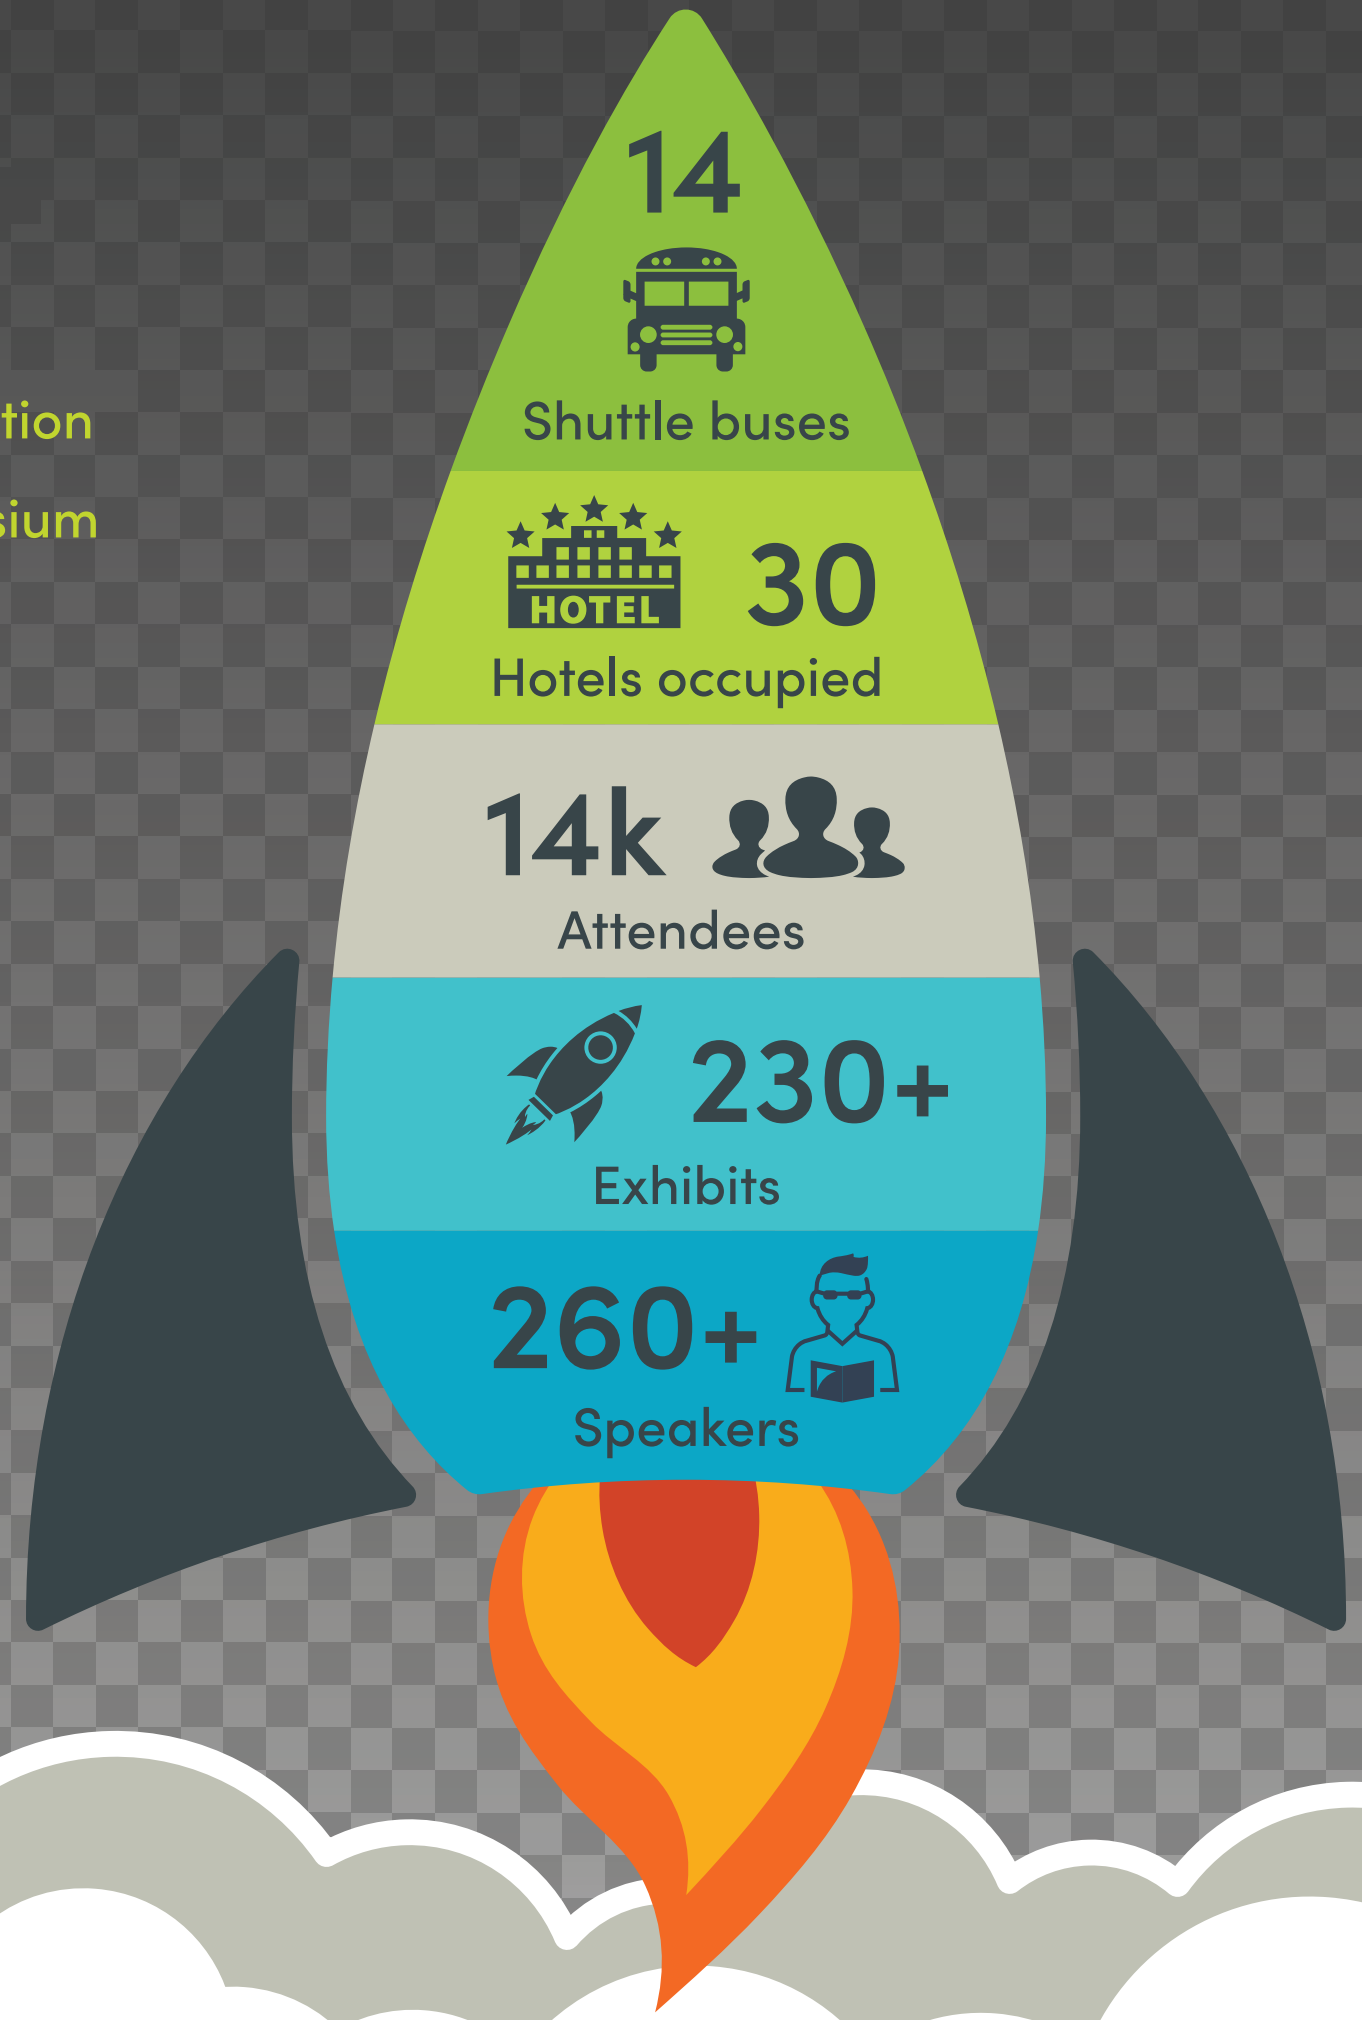 14
Shuttle buses
tion
sium
HOTEL
30
Hotels occupied
14k
Attendees
230+
Exhibits
260+
Speakers